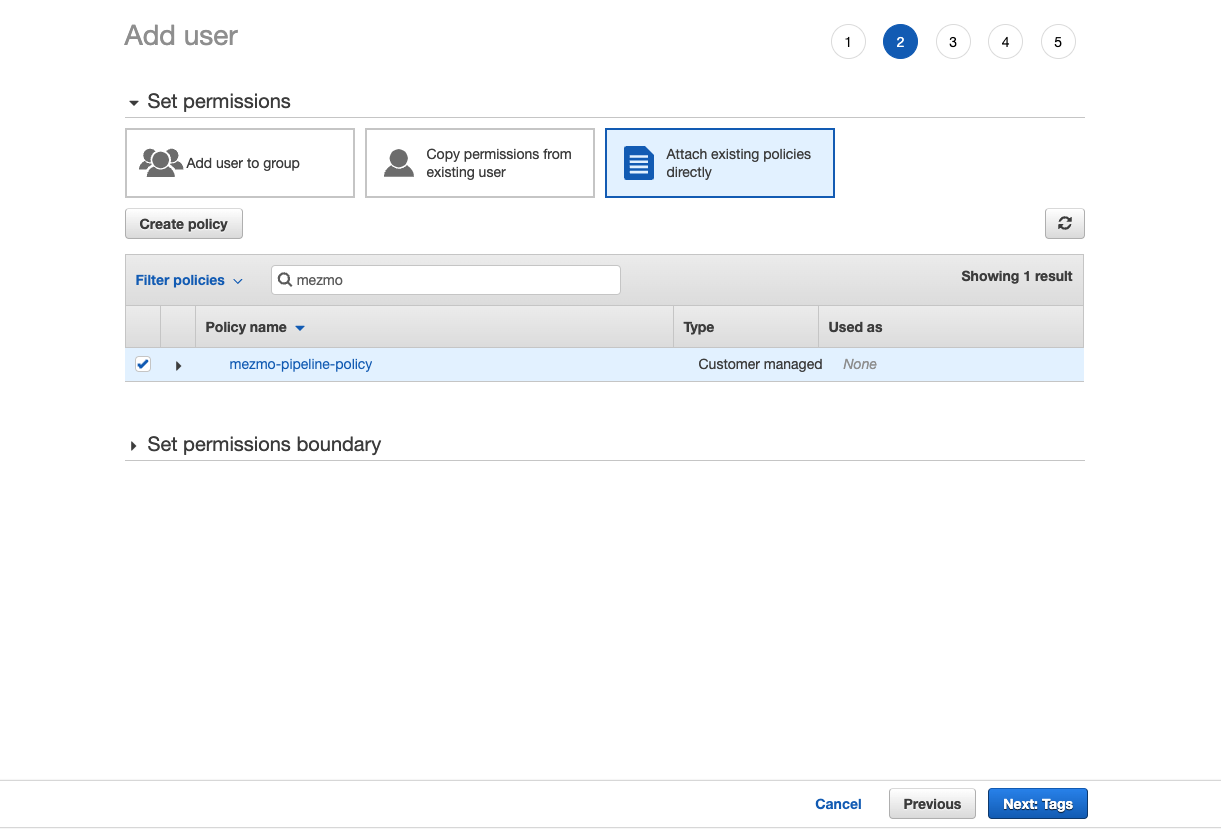 Add user
1 2 3 4 5
Set permissions
Add user to group
Copy permissions from
existing user
Attach existing policies
directly
Create policy
Filter policies
mezmo
Showing 1 result
Policy name
Type
Used as
mezmo-pipeline-policy
Customer managed
None
Set permissions boundary
Cancel
Previous
Next: Tags